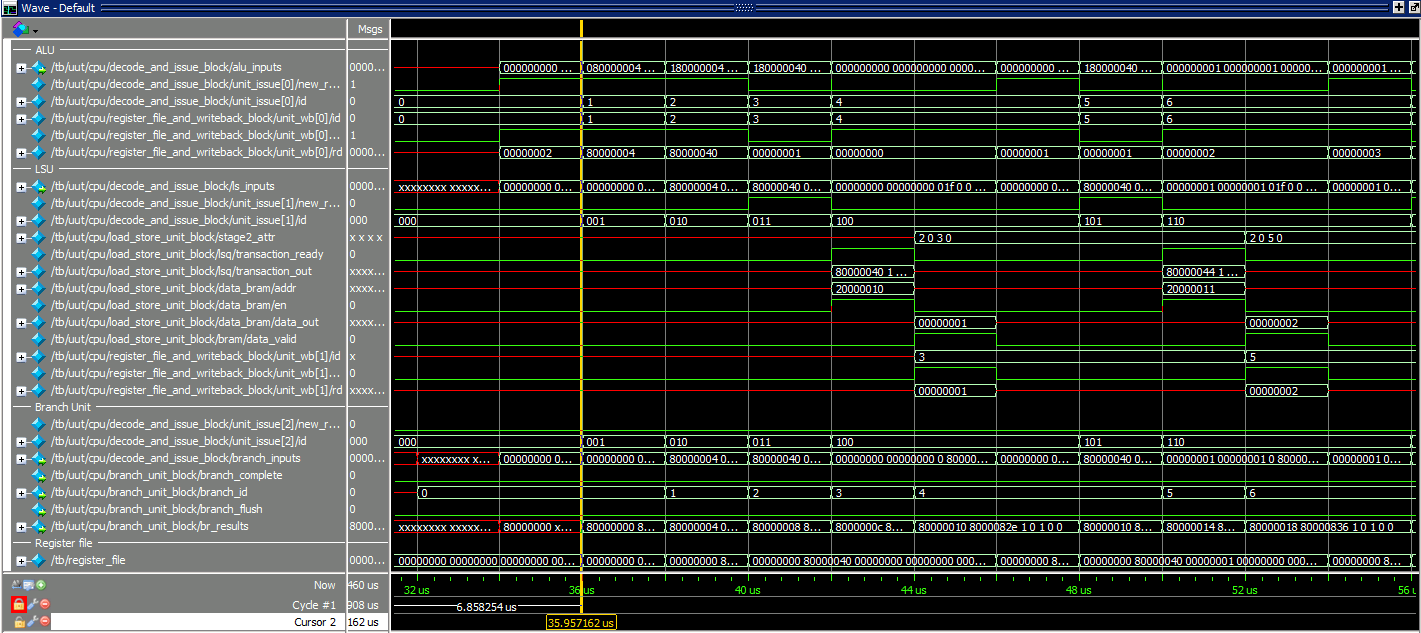 Wave - Default
Msgs
ALU
/tb/uut/cpu/decode_and_issue_block/alu_inputs 0000... 000000000 ... 080000004 ... 180000004 ... 180000040 ... 000000000 000000000 0000... 000000000 ... 180000040 ... 000000001 000000001 00000... 000000001 ...
/tb/uut/cpu/decode_and_issue_block/unit_issue[0]/new_r... 1
/tb/uut/cpu/decode_and_issue_block/unit_issue[0]/id 0 0 1 2 3 4 5 6
/tb/uut/cpu/register_file_and_writeback_block/unit_wb[0]/id 0 0 1 2 3 4 5 6
/tb/uut/cpu/register_file_and_writeback_block/unit_wb[0]... 1
/tb/uut/cpu/register_file_and_writeback_block/unit_wb[0]/rd 0000... 00000002 80000004 80000040 00000001 00000000 00000001 00000001 00000002 00000003
LSU
/tb/uut/cpu/decode_and_issue_block/ls_inputs 0000... xxxxxxxx xxxxx... 00000000 0... 00000000 0... 80000004 0... 80000040 0... 00000000 00000000 01f 0 0 ... 00000000 0... 80000040 0... 00000001 00000001 01f 0 0 ... 00000001 0...
/tb/uut/cpu/decode_and_issue_block/unit_issue[1]/new_r... 0
/tb/uut/cpu/decode_and_issue_block/unit_issue[1]/id 000 000 001 010 011 100 101 110
/tb/uut/cpu/load_store_unit_block/stage2_attr x x x x 2 0 3 0 2 0 5 0
/tb/uut/cpu/load_store_unit_block/lsq/transaction_ready 0
/tb/uut/cpu/load_store_unit_block/lsq/transaction_out xxxx... 80000040 1 ... 80000044 1 ...
/tb/uut/cpu/load_store_unit_block/data_bram/addr xxxx... 20000010 20000011
/tb/uut/cpu/load_store_unit_block/data_bram/en 0
/tb/uut/cpu/load_store_unit_block/data_bram/data_out xxxx... 00000001 00000002
/tb/uut/cpu/load_store_unit_block/bram/data_valid 0
/tb/uut/cpu/register_file_and_writeback_block/unit_wb[1]/id x 3 5
/tb/uut/cpu/register_file_and_writeback_block/unit_wb[1]... 0
/tb/uut/cpu/register_file_and_writeback_block/unit_wb[1]/rd xxxx... 00000001 00000002
Branch Unit
/tb/uut/cpu/decode_and_issue_block/unit_issue[2]/new_r... 0
/tb/uut/cpu/decode_and_issue_block/unit_issue[2]/id 000 000 001 010 011 100 101 110
/tb/uut/cpu/decode_and_issue_block/branch_inputs 0000... xxxxxxxx x... 00000000 0... 00000000 0... 80000004 0... 80000040 0... 00000000 00000000 0 80000... 00000000 0... 80000040 0... 00000001 00000001 0 80000... 00000001 0...
/tb/uut/cpu/branch_unit_block/branch_complete 0
/tb/uut/cpu/branch_unit_block/branch_id 0 0 1 2 3 4 5 6
/tb/uut/cpu/branch_unit_block/branch_flush 0
/tb/uut/cpu/branch_unit_block/br_results 8000... xxxxxxxx xxxxx... 80000000 x... 80000000 8... 80000004 0... 80000008 8... 8000000c 8... 80000010 8000082e 1 0 1 0 0 80000010 8... 80000014 8... 80000018 80000836 1 0 1 0 0
Register file
/tb/register_file 0000... 00000000 00000000 00000000 0... 00000000 8... 00000000 8... 00000000 8... 00000000 80000040 00000000 000... 00000000 8... 00000000 80000040 00000001 00000000 000... 00000000 8...
Now 460 us 32 us 36 us 40 us 44 us 48 us 52 us 56 u
Cycle #1 908 us 6.858254 us
Cursor 2 162 us 35.957162 us